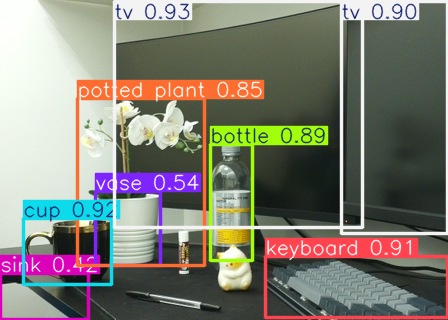 tv 0.93
tv 0.90
potted plant 0.85
bottle 0.89
vase 0.54
cup 0.92
keyboard 0.91
sink 0.42